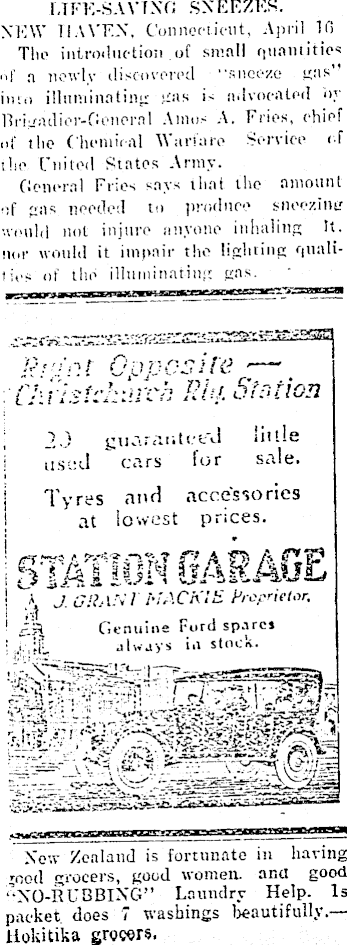 LIFE-SAVING SNEEZES.
NEW HAVEN, Connecticut, April 16
The introduction of small quantities
of a newly discovered "sneeze gas"
into illuminating gas is advocated by
Brigadier-General Amos A. Fries, chief
of the Chemical Warfare Service of
the United States Army.
General Fries says that the amount
of gas needed to produce sneezing
would not injure anyone inhaling it.
nor would it impair the lighting quali-
ties of the illuminating gas.
Right Opposite —
Christchurch Rly. Station
20 guaranteed little
used cars for sale.
Tyres and accessories
at lowest prices.
STATION GARAGE
J. GRANT MACKIE Proprietor.
Genuine Ford spares
always in stock.
New Zealand is fortunate in having
good grocers, good women. and good
"NO-RUBBING" Laundry Help. 1s
packet does 7 washings beautifully.—
Hokitika grocers.